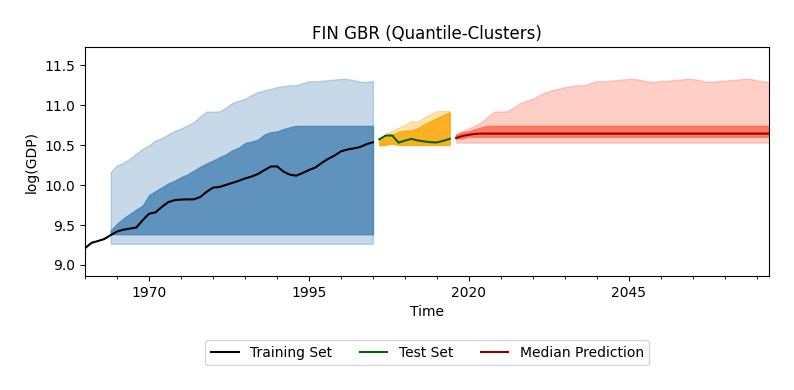 FIN GBR (Quantile-Clusters)
11.5
11.0
10.5
10.0
9.5
9.0
log(GDP)
1970 1995 2020 2045
Time
Training Set Test Set Median Prediction